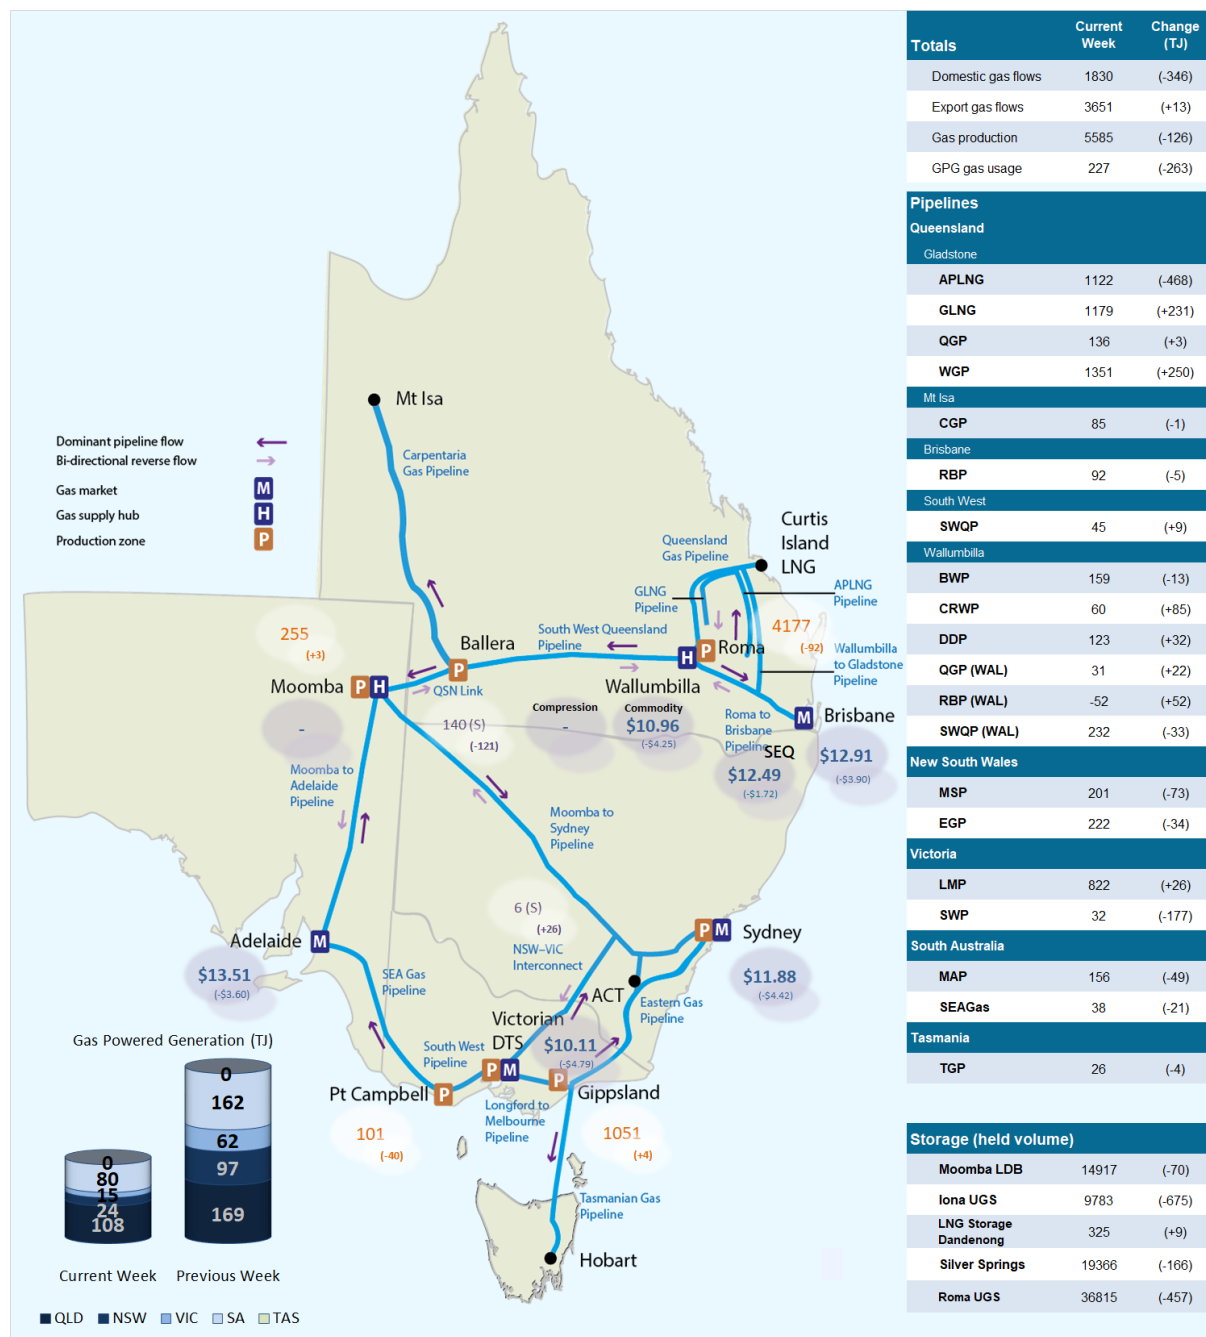 Mt Isa
Dominant pipeline flow
Bi-directional reverse flow
Gas market M
Gas supply hub H
Production zone P
Carpentaria
Gas Pipeline
Curtis
Island
LNG
Queensland
Gas Pipeline
GLNG
Pipeline
APLNG
Pipeline
255
(+3)
4177
(-92)
Ballera
P
South West Queensland
Pipeline
H P Roma
Wallumbilla
to Gladstone
Pipeline
Moomba P H
QSN Link
Wallumbilla
-
140 (S)
(-121)
Compression
-
Commodity
$10.96
(-$4.25)
Roma to
Brisbane
Pipeline
M Brisbane
SEQ
$12.49
(-$1.72)
$12.91
(-$3.90)
Moomba to
Adelaide
Pipeline
Moomba to
Sydney
Pipeline
6 (S)
(+26)
NSW–VIC
Interconnect
P M Sydney
Adelaide M
$13.51
(-$3.60)
SEA Gas
Pipeline
ACT
$11.88
(-$4.42)
Eastern Gas
Pipeline
Victorian
DTS
$10.11
(-$4.79)
South West
Pipeline
P M
P
Gippsland
Pt Campbell P
Longford to
Melbourne
Pipeline
101
(-40)
1051
(+4)
Tasmanian Gas
Pipeline
Hobart
Gas Powered Generation (TJ)
0
80
15
24
108
0
162
62
97
169
Current Week Previous Week
QLD NSW VIC SA TAS
Totals Current Week Change (TJ)
Domestic gas flows 1830 (-346)
Export gas flows 3651 (+13)
Gas production 5585 (-126)
GPG gas usage 227 (-263)
Pipelines
Queensland
Gladstone
APLNG 1122 (-468)
GLNG 1179 (+231)
QGP 136 (+3)
WGP 1351 (+250)
Mt Isa
CGP 85 (-1)
Brisbane
RBP 92 (-5)
South West
SWQP 45 (+9)
Wallumbilla
BWP 159 (-13)
CRWP 60 (+85)
DDP 123 (+32)
QGP (WAL) 31 (+22)
RBP (WAL) -52 (+52)
SWQP (WAL) 232 (-33)
New South Wales
MSP 201 (-73)
EGP 222 (-34)
Victoria
LMP 822 (+26)
SWP 32 (-177)
South Australia
MAP 156 (-49)
SEAGas 38 (-21)
Tasmania
TGP 26 (-4)
Storage (held volume)
Moomba LDB 14917 (-70)
Iona UGS 9783 (-675)
LNG Storage
Dandenong 325 (+9)
Silver Springs 19366 (-166)
Roma UGS 36815 (-457)